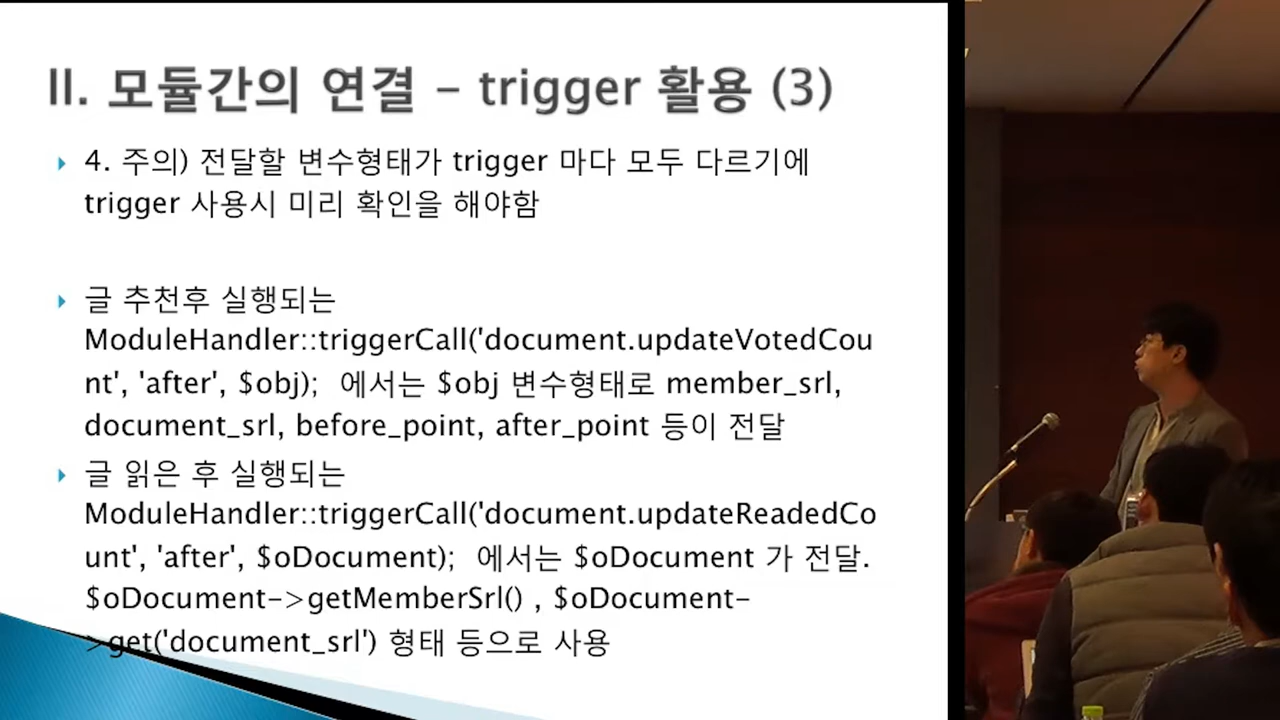 II. 모듈간의 연결 – trigger 활용 (3)
4. 주의) 전달할 변수형태가 trigger 마다 모두 다르기에
trigger 사용시 미리 확인을 해야함
글 추천후 실행되는
ModuleHandler::triggerCall('document.updateVotedCou
nt', 'after', $obj);  에서는 $obj 변수형태로 member_srl,
document_srl, before_point, after_point 등이 전달
글 읽은 후 실행되는
ModuleHandler::triggerCall('document.updateReadedCo
unt', 'after', $oDocument);  에서는 $oDocument 가 전달.
$oDocument->getMemberSrl() , $oDocument-
>get('document_srl') 형태 등으로 사용